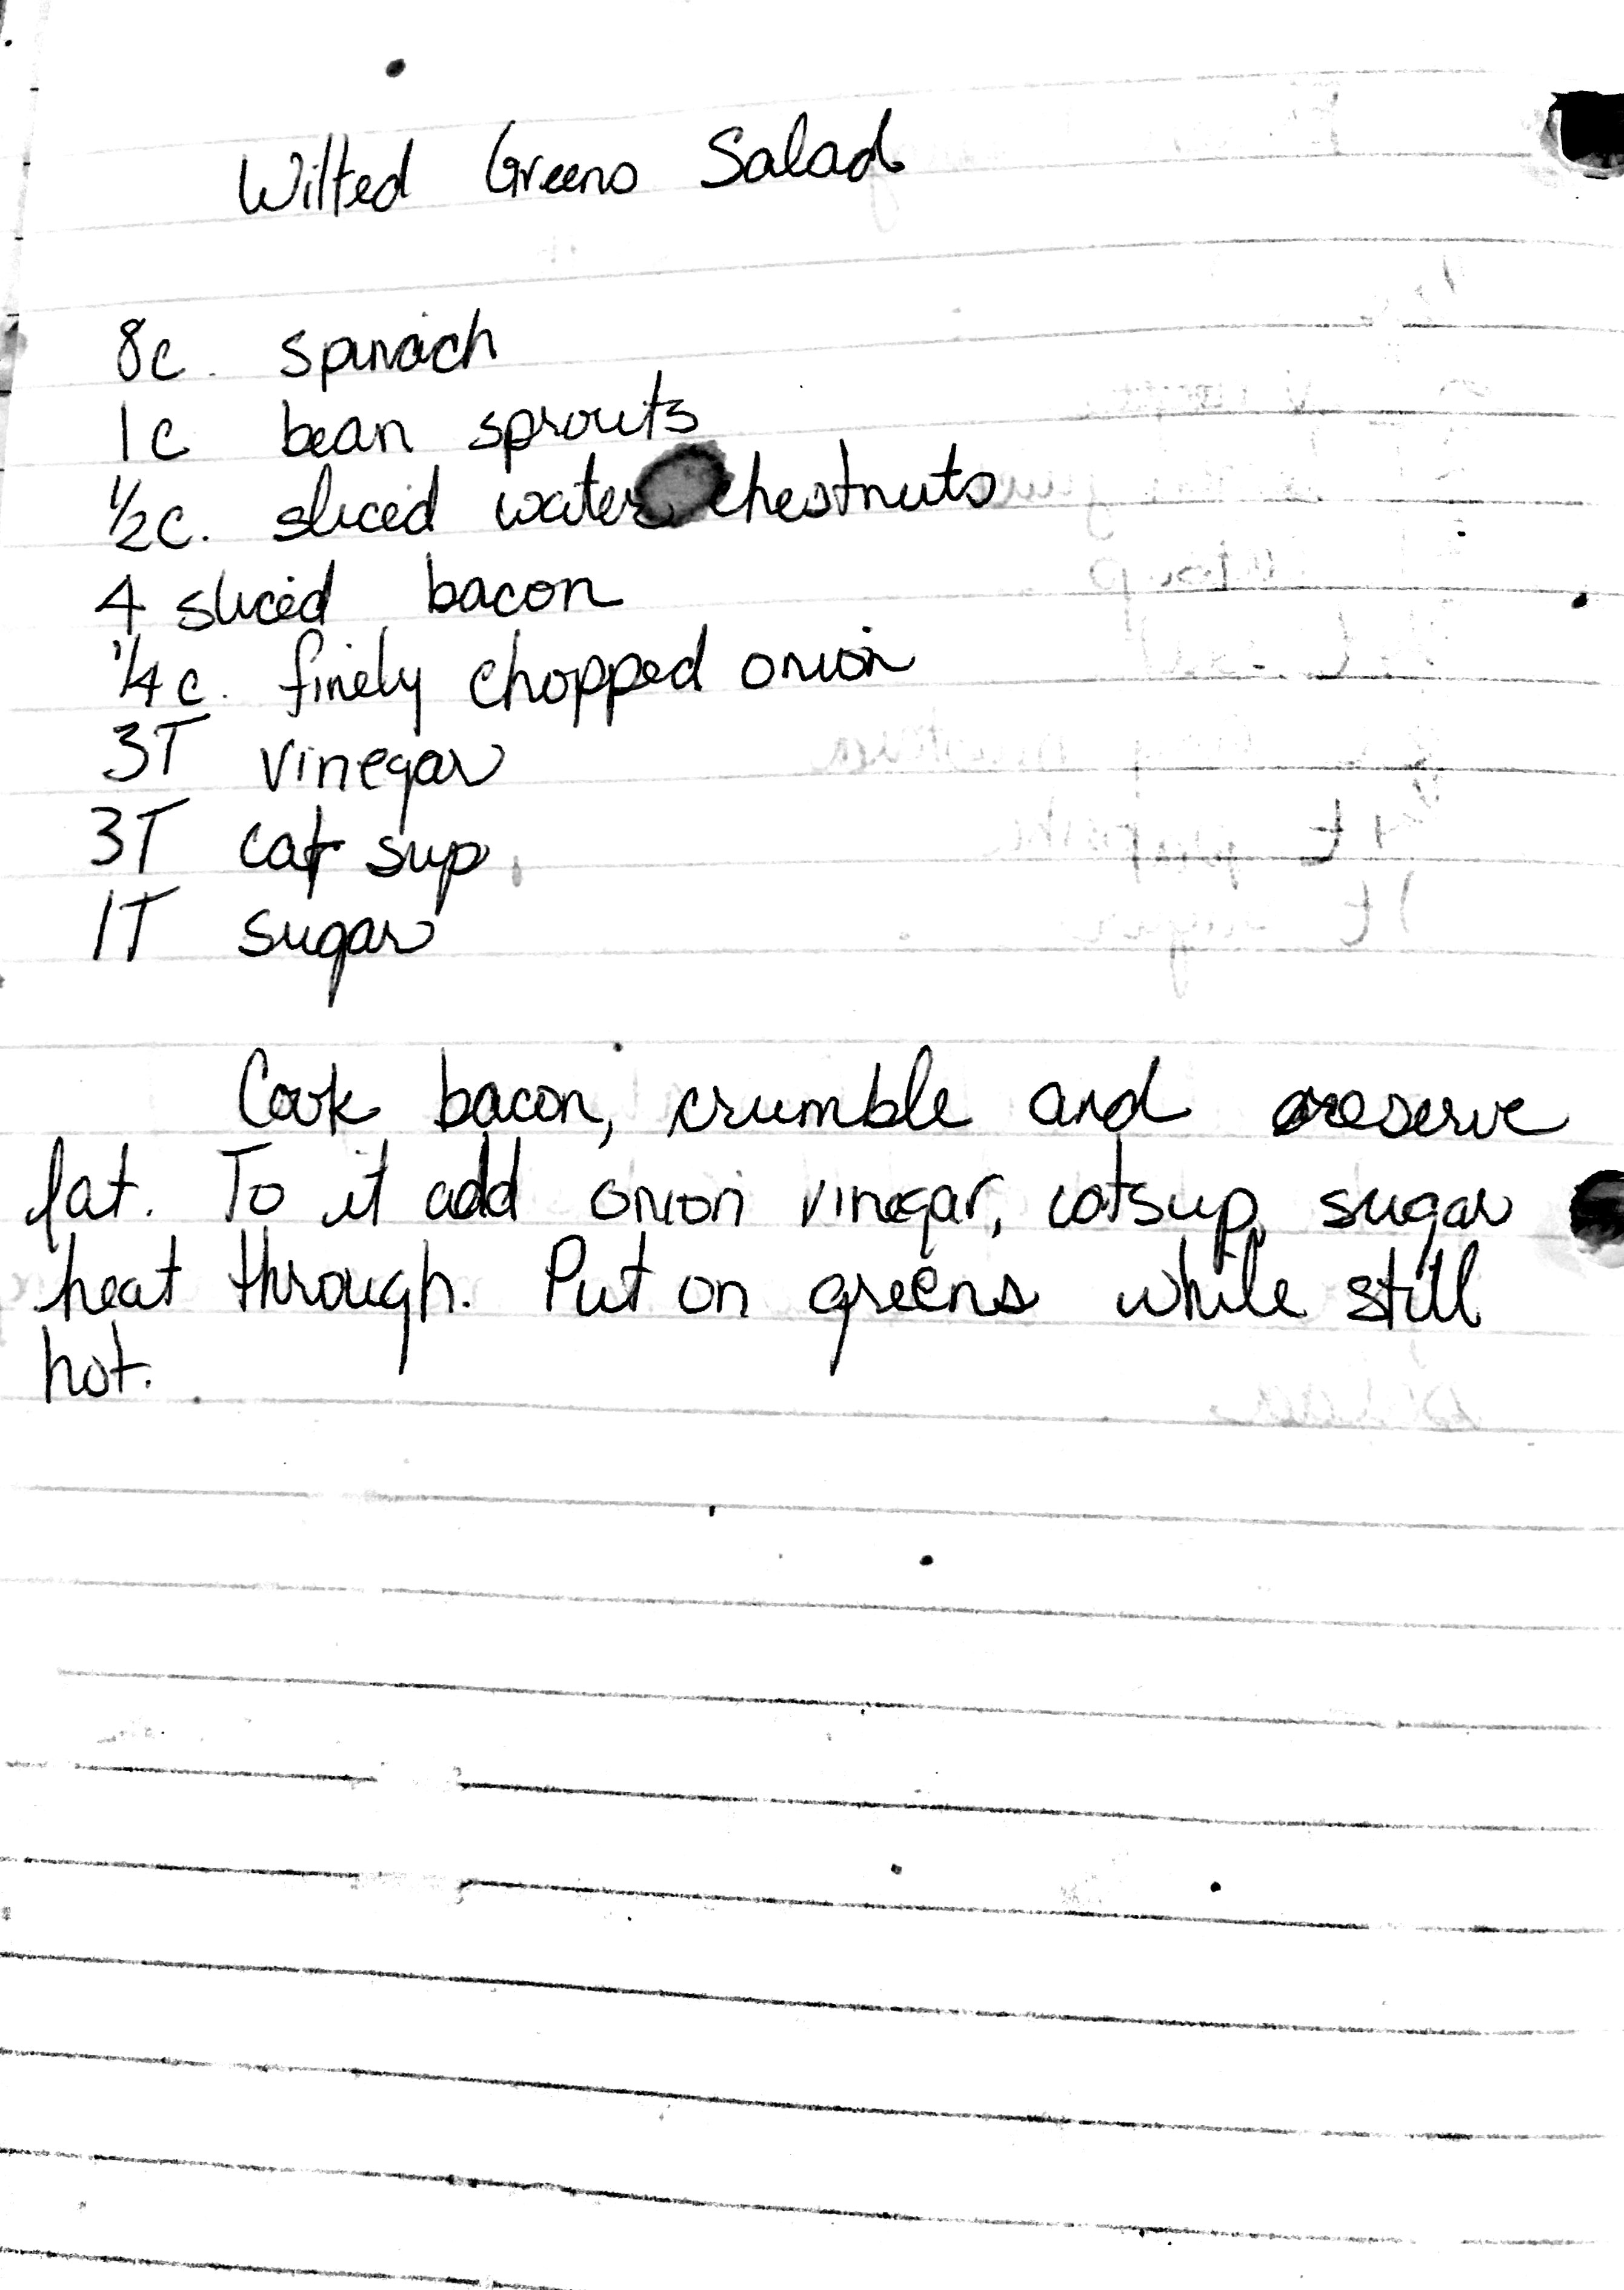 Wilted Greens Salad
8c. spinach
1c bean sprouts
1/2c. sliced water chestnuts
4 sliced bacon
1/4c. finely chopped onion
3T vinegar
3T catsup
1T sugar
Cook bacon, crumble and reserve
fat. To it add onion vinegar, catsup, sugar
heat through. Put on greens while still
hot.